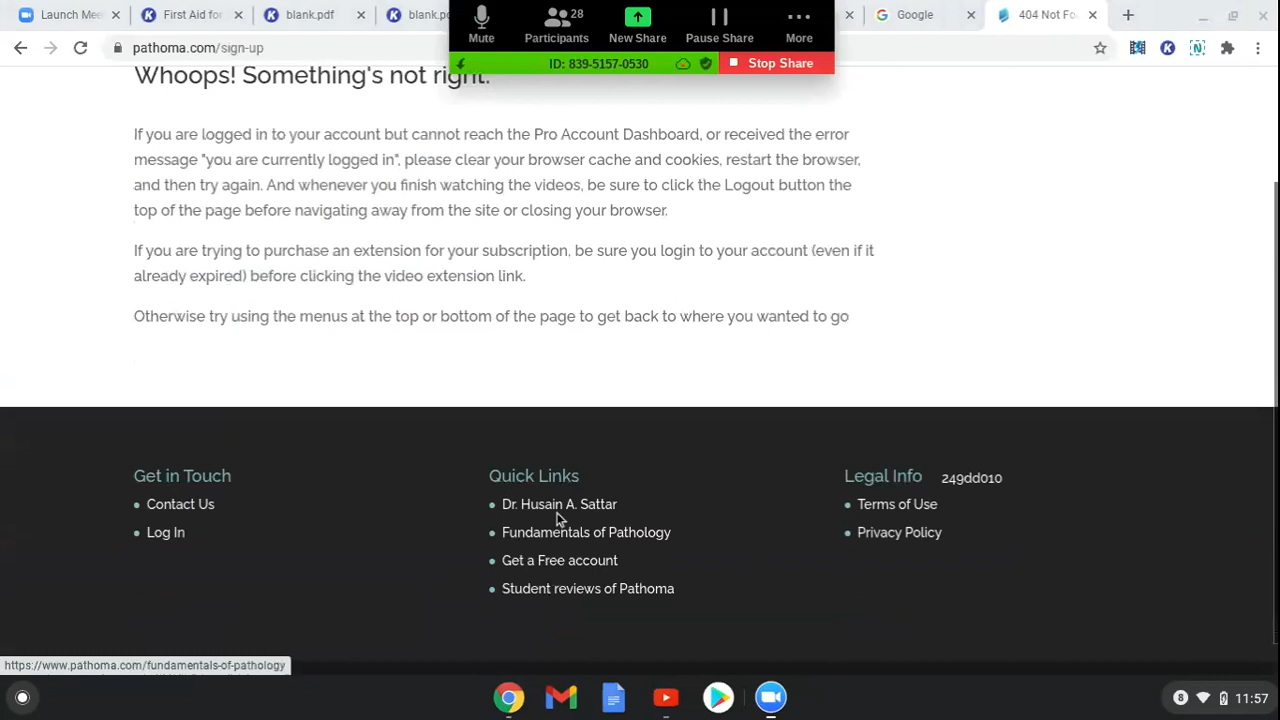 Launch Mee
First Aid for
blank.pdf
blank.p
Google
404 Not Fo
pathoma.com/sign-up
Mute
28
Participants
New Share
Pause Share
More
ID: 839-5157-0530
Stop Share
Whoops! Something's not right.
If you are logged in to your account but cannot reach the Pro Account Dashboard, or received the error
message "you are currently logged in", please clear your browser cache and cookies, restart the browser,
and then try again. And whenever you finish watching the videos, be sure to click the Logout button the
top of the page before navigating away from the site or closing your browser.
If you are trying to purchase an extension for your subscription, be sure you login to your account (even if it
already expired) before clicking the video extension link.
Otherwise try using the menus at the top or bottom of the page to get back to where you wanted to go
Get in Touch
Contact Us
Log In
Quick Links
Dr. Husain A. Sattar
Fundamentals of Pathology
Get a Free account
Student reviews of Pathoma
Legal Info 249dd010
Terms of Use
Privacy Policy
https://www.pathoma.com/fundamentals-of-pathology
8
11:57